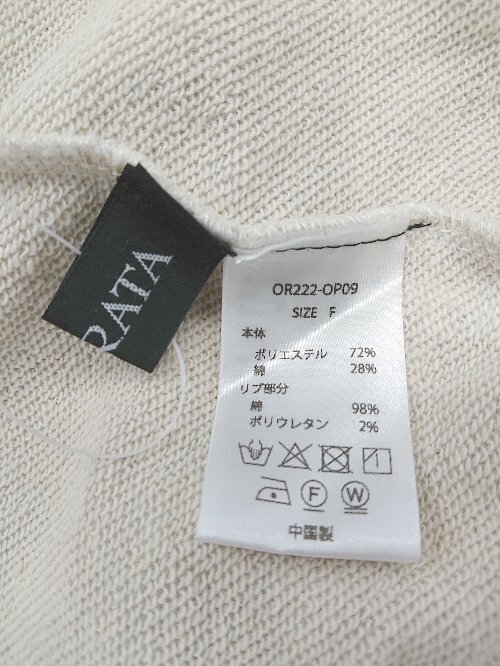 RATA
OR222-OP09
SIZE F
本体
ポリエステル 72%
綿 28%
リブ部分
綿 98%
ポリウレタン 2%
F W
中国製